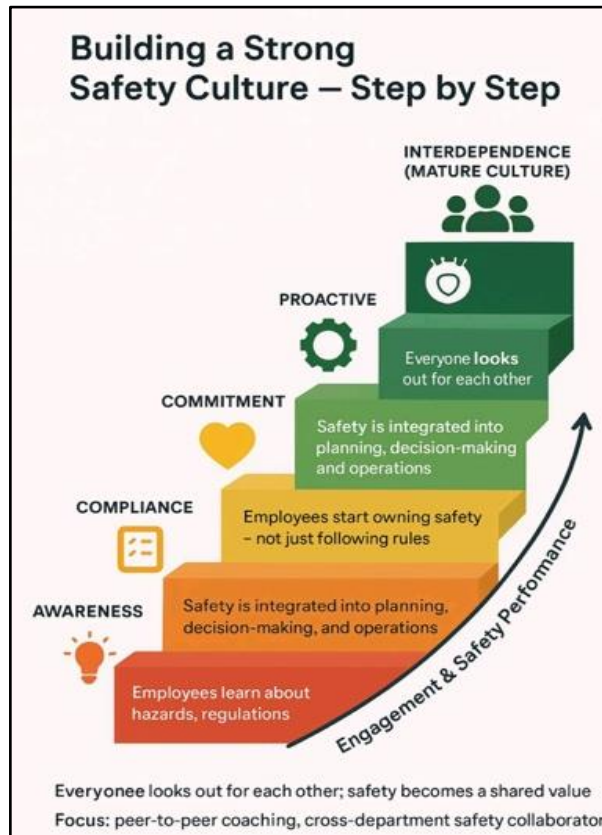 Building a Strong
Safety Culture – Step by Step
INTERDEPENDENCE
(MATURE CULTURE)
PROACTIVE
Everyone looks
out for each other
COMMITMENT
Safety is integrated into
planning, decision-making
and operations
COMPLIANCE
Employees start owning safety
– not just following rules
AWARENESS
Safety is integrated into planning,
decision-making, and operations
Employees learn about
hazards, regulations
Engagement & Safety Performance
Everyonee looks out for each other; safety becomes a shared value
Focus: peer-to-peer coaching, cross-department safety collaborator